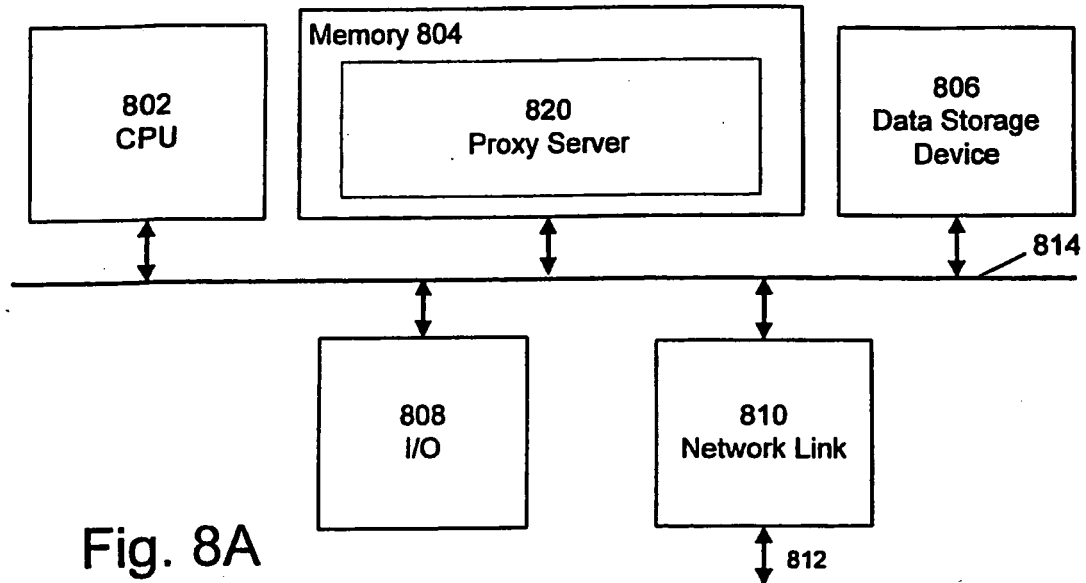 Memory 804
802
CPU
820
Proxy Server
806
Data Storage
Device
814
808
I/O
810
Network Link
812
Fig. 8A